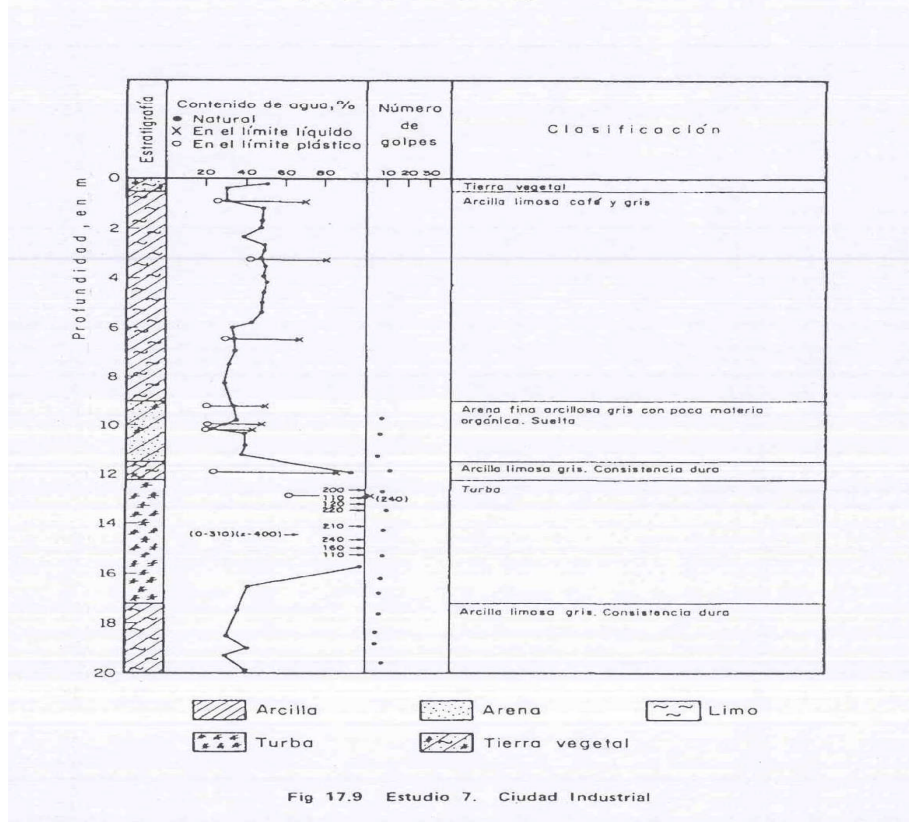 Estratigrafía
Contenido de agua, %
● Natural
x En el límite líquido
o En el límite plástico
Número
de
golpes
Clasificación
20 40 60 80
10 20 30
Profundidad, en m
0
2
4
6
8
10
12
14
16
18
20
Tierra vegetal
Arcilla limosa café y gris
Arena fina arcillosa gris con poca materia
orgánica. Suelta
Arcilla limosa gris. Consistencia dura
Turba
200
110
(240)
210
(0-310)(z-400)
240
160
110
Arcilla limosa gris. Consistencia dura
Arcilla
Arena
Limo
Turba
Tierra vegetal
Fig 17.9 Estudio 7. Ciudad Industrial